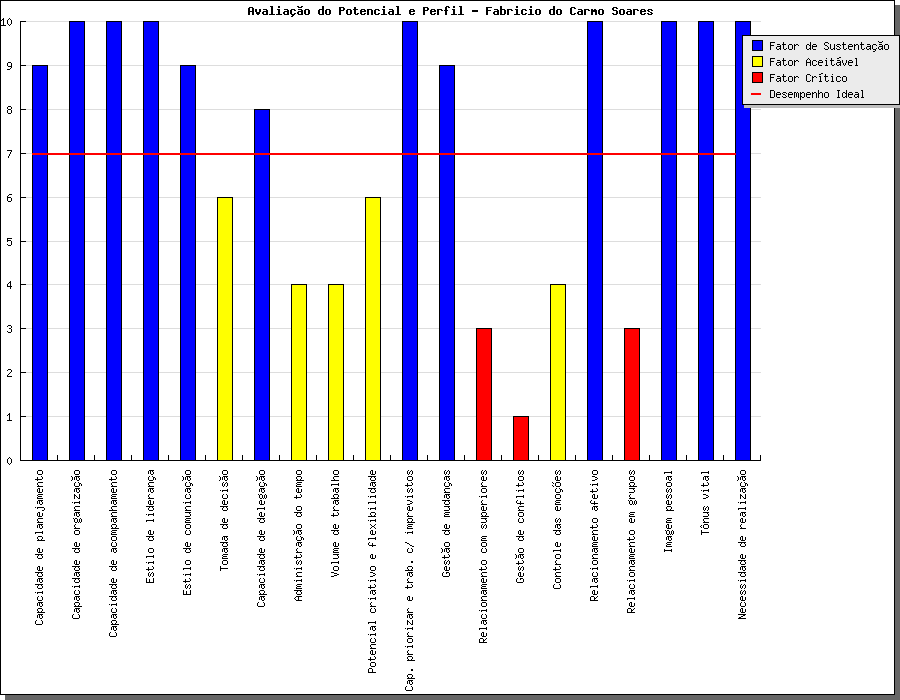 Avaliação do Potencial e Perfil - Fabricio do Carmo Soares
10
9
8
7
6
5
4
3
2
1
0
Fator de Sustentação
Fator Aceitável
Fator Crítico
Desempenho Ideal
Capacidade de planejamento
Capacidade de organização
Capacidade de acompanhamento
Estilo de liderança
Estilo de comunicação
Tomada de decisão
Capacidade de delegação
Administração do tempo
Volume de trabalho
Potencial criativo e flexibilidade
Cap. priorizar e trab. c/ imprevistos
Gestão de mudanças
Relacionamento com superiores
Gestão de conflitos
Controle das emoções
Relacionamento afetivo
Relacionamento em grupos
Imagem pessoal
Tônus vital
Necessidade de realização